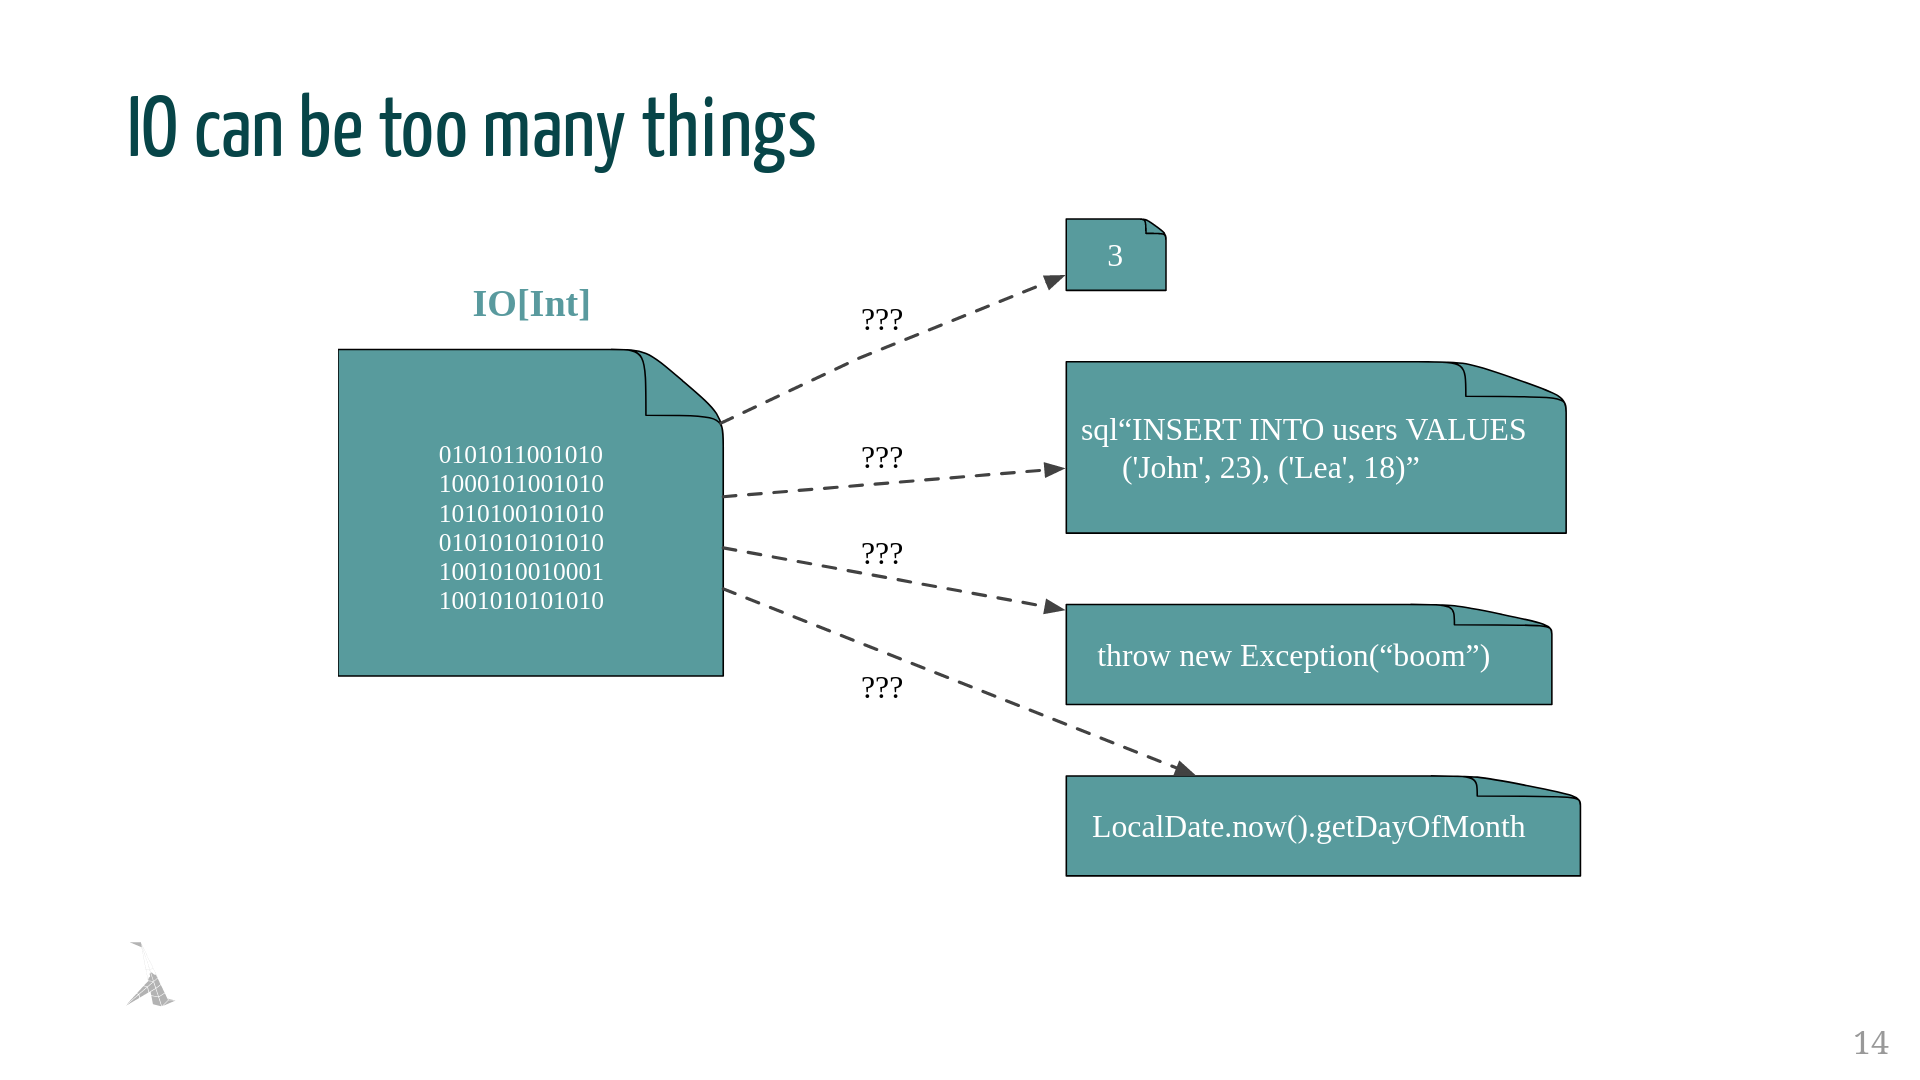 IO can be too many things
IO[Int]
0101011001010
1000101001010
1010100101010
0101010101010
1001010010001
1001010101010
???
???
???
???
3
sql“INSERT INTO users VALUES
('John', 23), ('Lea', 18)”
throw new Exception(“boom”)
LocalDate.now().getDayOfMonth
14